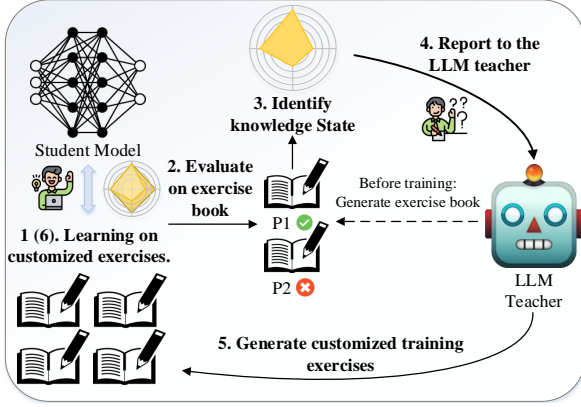 4. Report to the
LLM teacher
??
?
3. Identify
knowledge State
Student Model
2. Evaluate
on exercise
book
Before training:
Generate exercise book
P1
1 (6). Learning on
customized exercises.
P2
LLM
Teacher
5. Generate customized training
exercises